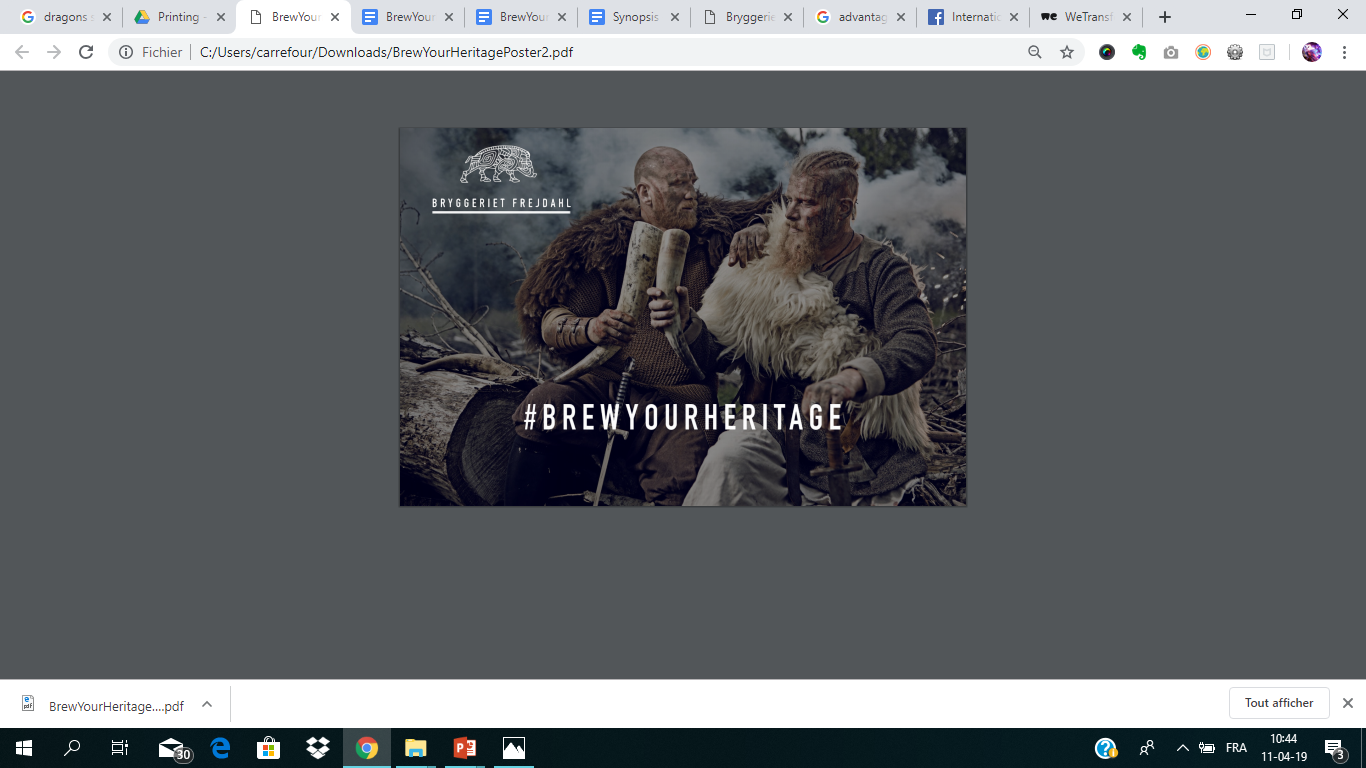 dragons s
Printing -
BrewYour
BrewYour
BrewYour
Synopsis
Bryggerie
advantag
Internatio
WeTransf
Fichier
C:/Users/carrefour/Downloads/BrewYourHeritagePoster2.pdf
BRYGGERIET FREJDAHL
#BREWYOURHERITAGE
BrewYourHeritage....pdf
Tout afficher
30
FRA
10:44
11-04-19
3